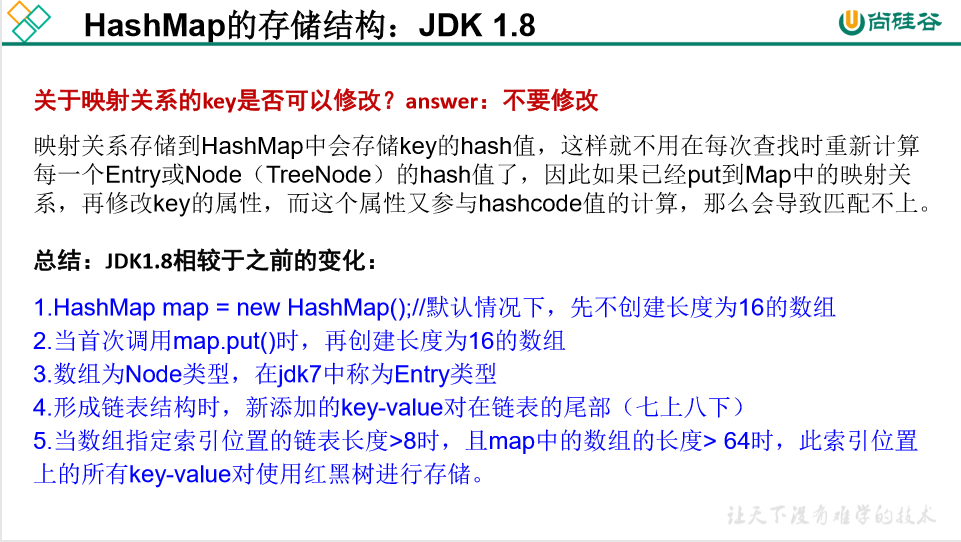 HashMap的存储结构：JDK 1.8
尚硅谷
关于映射关系的key是否可以修改？answer：不要修改
映射关系存储到HashMap中会存储key的hash值，这样就不用在每次查找时重新计算
每一个Entry或Node（TreeNode）的hash值了，因此如果已经put到Map中的映射关
系，再修改key的属性，而这个属性又参与hashcode值的计算，那么会导致匹配不上。
总结：JDK1.8相较于之前的变化：
1.HashMap map = new HashMap();//默认情况下，先不创建长度为16的数组
2.当首次调用map.put()时，再创建长度为16的数组
3.数组为Node类型，在jdk7中称为Entry类型
4.形成链表结构时，新添加的key-value对在链表的尾部（七上八下）
5.当数组指定索引位置的链表长度>8时，且map中的数组的长度> 64时，此索引位置
上的所有key-value对使用红黑树进行存储。
让天下没有难学的技术